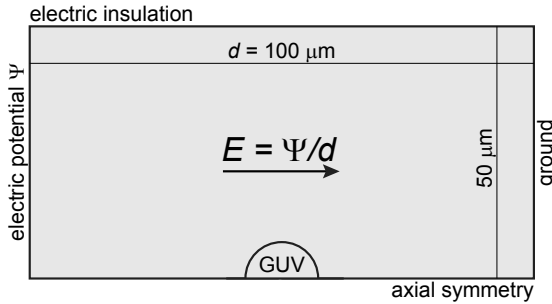 electric insulation
d = 100 μm
electric potential Ψ
E = Ψ/d
50 μm
ground
GUV
axial symmetry